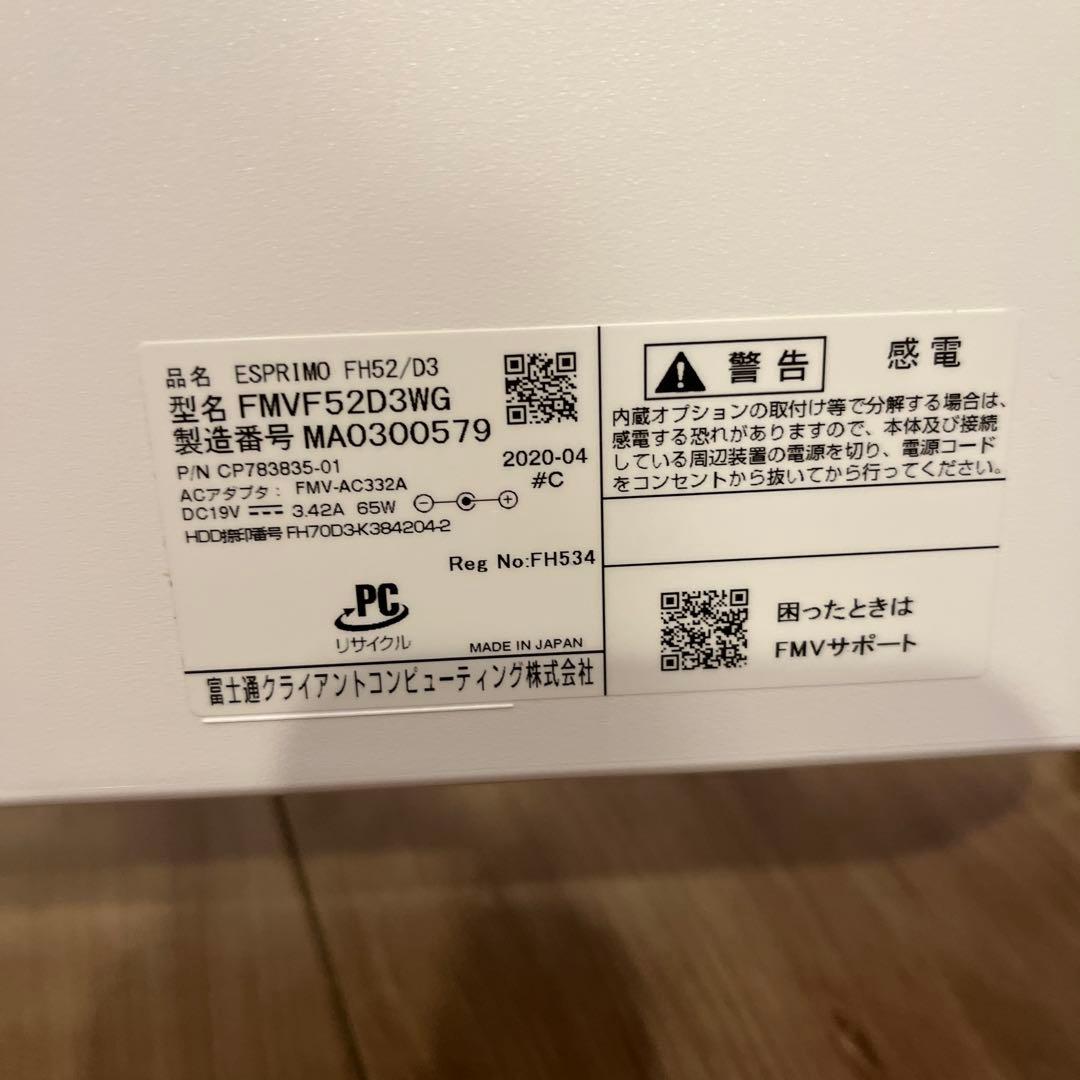 品名 ESPRIMO FH52/D3
型名 FMVF52D3WG
製造番号 MA0300579
P/N CP783835-01
2020-04
#C
ACアダプタ： FMV-AC332A
DC19V 3.42A 65W
HDD捺印番号 FH70D3-K384204-2
Reg No:FH534
PC
リサイクル
MADE IN JAPAN
富士通クライアントコンピューティング株式会社
警告 感電
内蔵オプションの取付け等で分解する場合は、
感電する恐れがありますので、本体及び接続
している周辺装置の電源を切り、電源コード
をコンセントから抜いてから行ってください。
困ったときは
FMVサポート